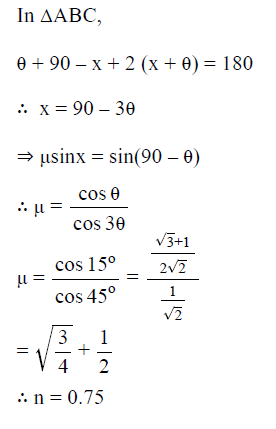 In ΔABC,
θ + 90 – x + 2 (x + θ) = 180
∴ x = 90 – 3θ
⇒ μsinx = sin(90 – θ)
∴ μ = cos θ / cos 3θ
μ = cos 15° / cos 45° = ((√3+1) / (2√2)) / (1 / √2)
= √(3/4) + 1/2
∴ n = 0.75